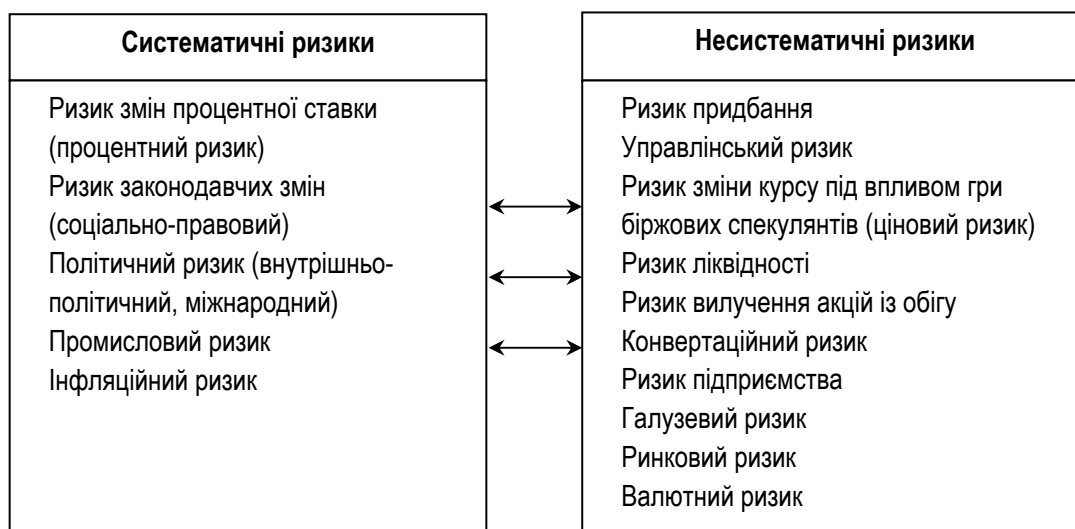 Систематичні ризики
Ризик змін процентної ставки
(процентний ризик)
Ризик законодавчих змін
(соціально-правовий)
Політичний ризик (внутрішньо-
політичний, міжнародний)
Промисловий ризик
Інфляційний ризик
Несистематичні ризики
Ризик придбання
Управлінський ризик
Ризик зміни курсу під впливом гри
біржових спекулянтів (ціновий ризик)
Ризик ліквідності
Ризик вилучення акцій із обігу
Конвертаційний ризик
Ризик підприємства
Галузевий ризик
Ринковий ризик
Валютний ризик